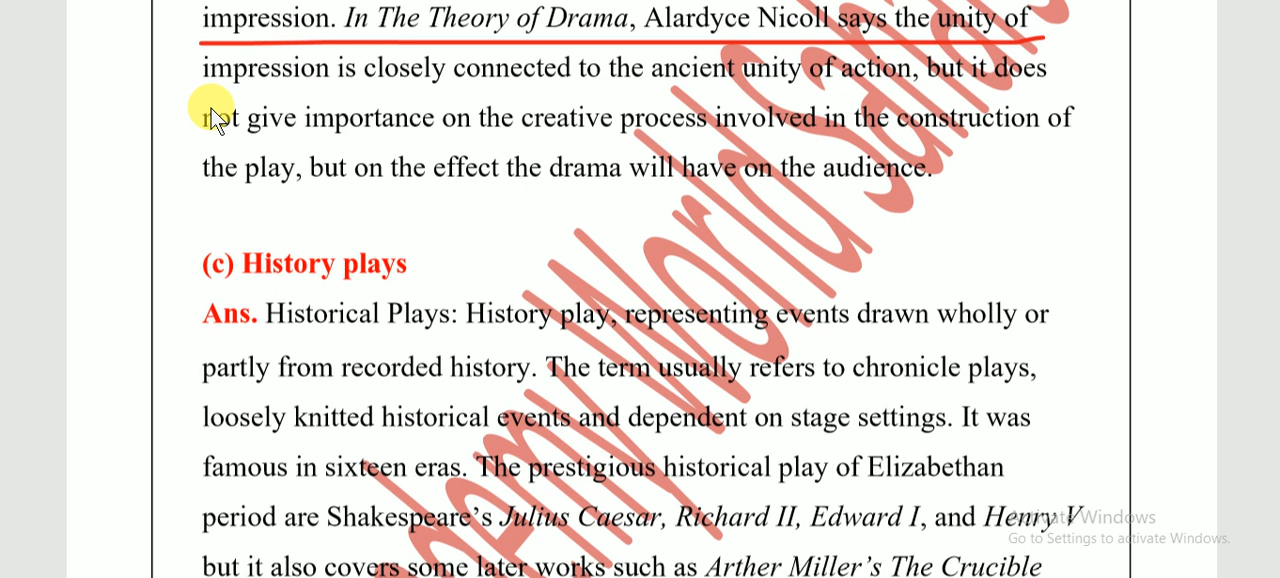 impression. In The Theory of Drama, Alardyce Nicoll says the unity of
impression is closely connected to the ancient unity of action, but it does
not give importance on the creative process involved in the construction of
the play, but on the effect the drama will have on the audience.
(c) History plays
Ans. Historical Plays: History play, representing events drawn wholly or
partly from recorded history. The term usually refers to chronicle plays,
loosely knitted historical events and dependent on stage settings. It was
famous in sixteen eras. The prestigious historical play of Elizabethan
period are Shakespeare’s Julius Caesar, Richard II, Edward I, and Henry V
but it also covers some later works such as Arther Miller’s The Crucible
Activate Windows
Go to Settings to activate Windows.
World